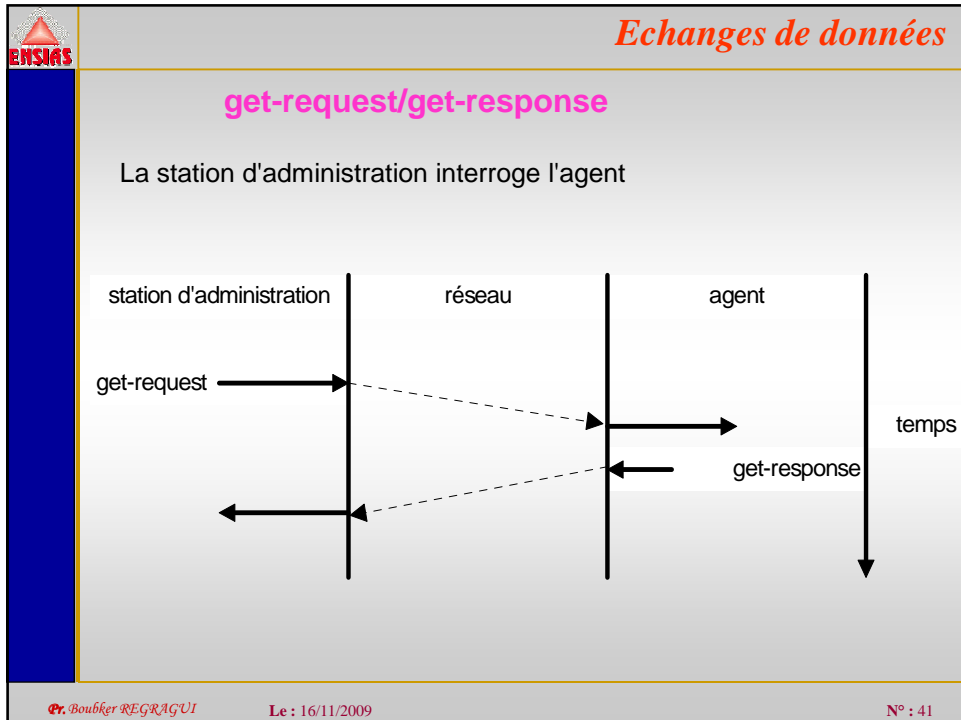 ENSIAS
Echanges de données
get-request/get-response
La station d'administration interroge l'agent
station d'administration
réseau
agent
get-request
temps
get-response
Pr. Boubker REGRAGUI
Le : 16/11/2009
N° : 41